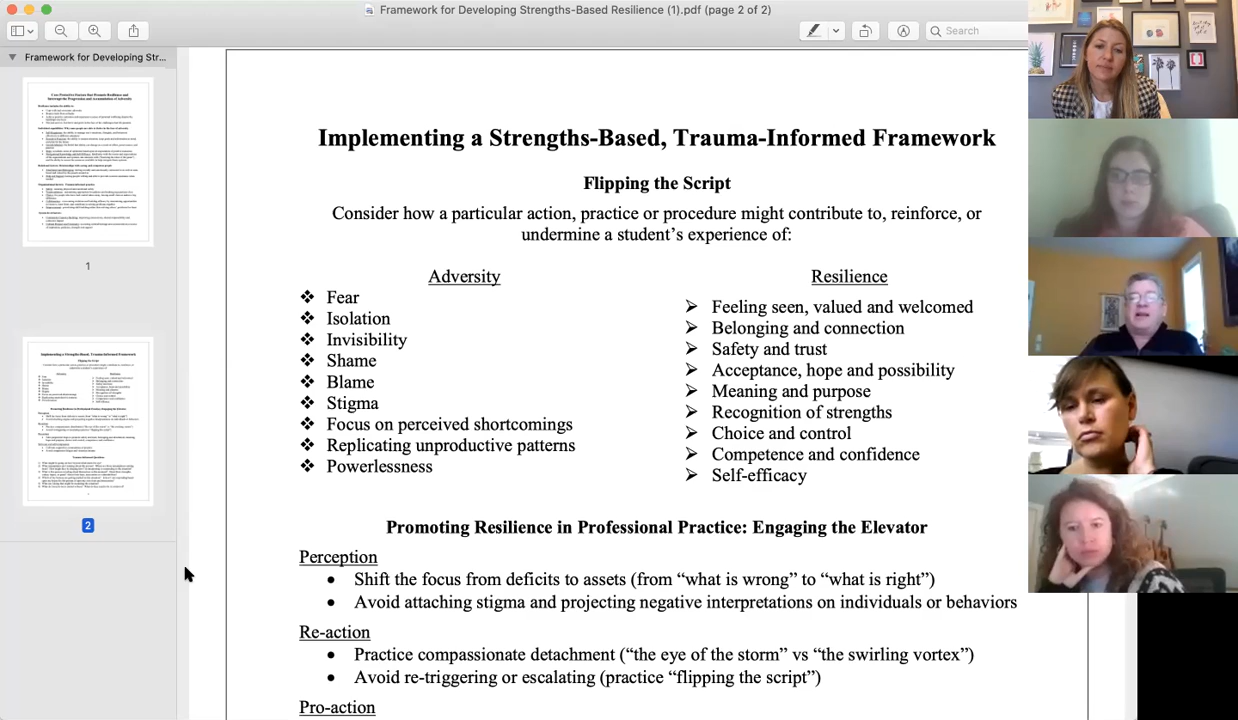 Framework for Developing Strengths-Based Resilience (1).pdf (page 2 of 2)
Search
Framework for Developing Str...
1
2
Implementing a Strengths-Based, Trauma-Informed Framework
Flipping the Script
Consider how a particular action, practice or procedure might contribute to, reinforce, or
undermine a student’s experience of:
Adversity
❖ Fear
❖ Isolation
❖ Invisibility
❖ Shame
❖ Blame
❖ Stigma
❖ Focus on perceived shortcomings
❖ Replicating unproductive patterns
❖ Powerlessness
Resilience
➢ Feeling seen, valued and welcomed
➢ Belonging and connection
➢ Safety and trust
➢ Acceptance, hope and possibility
➢ Meaning and purpose
➢ Recognition of strengths
➢ Choice and control
➢ Competence and confidence
➢ Self-efficacy
Promoting Resilience in Professional Practice: Engaging the Elevator
Perception
• Shift the focus from deficits to assets (from “what is wrong” to “what is right”)
• Avoid attaching stigma and projecting negative interpretations on individuals or behaviors
Re-action
• Practice compassionate detachment (“the eye of the storm” vs “the swirling vortex”)
• Avoid re-triggering or escalating (practice “flipping the script”)
Pro-action